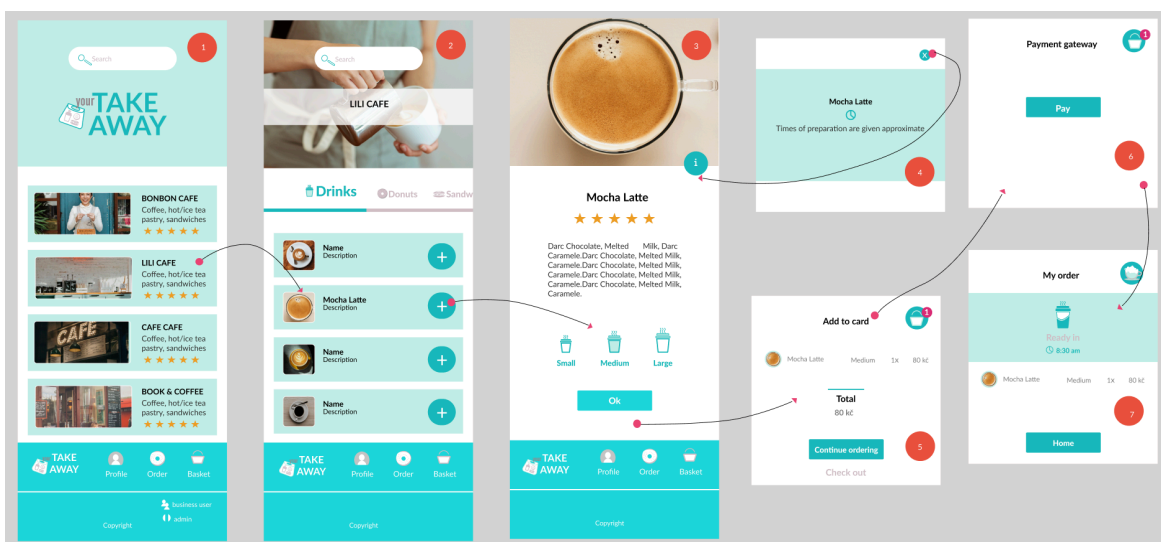 1
Search
your TAKE
AWAY
BONBON CAFE
Coffee, hot/ice tea
pastry, sandwiches
LILI CAFE
Coffee, hot/ice tea
pastry, sandwiches
CAFE
CAFE CAFE
Coffee, hot/ice tea
pastry, sandwiches
BOOK & COFFEE
Coffee, hot/ice tea
pastry, sandwiches
TAKE
AWAY
Profile Order Basket
business user
admin
Copyright
2
Search
LILI CAFE
Drinks Donuts Sandw
Name
Description
+
Mocha Latte
Description
+
Name
Description
+
Name
Description
+
TAKE
AWAY
Profile Order Basket
Copyright
3
i
Mocha Latte
Darc Chocolate, Melted Milk, Darc
Caramele.Darc Chocolate, Melted Milk,
Caramele.Darc Chocolate, Melted Milk,
Caramele.Darc Chocolate, Melted Milk,
Caramele.
Small Medium Large
Ok
TAKE
AWAY
Profile Order Basket
Copyright
X
Mocha Latte
Times of preparation are given approximate
4
Add to card
1
Mocha Latte Medium 1x 80 kč
Total
80 kč
Continue ordering
5
Check out
Payment gateway
1
Pay
6
My order
Ready in
8:30 am
Mocha Latte Medium 1x 80 kč
7
Home